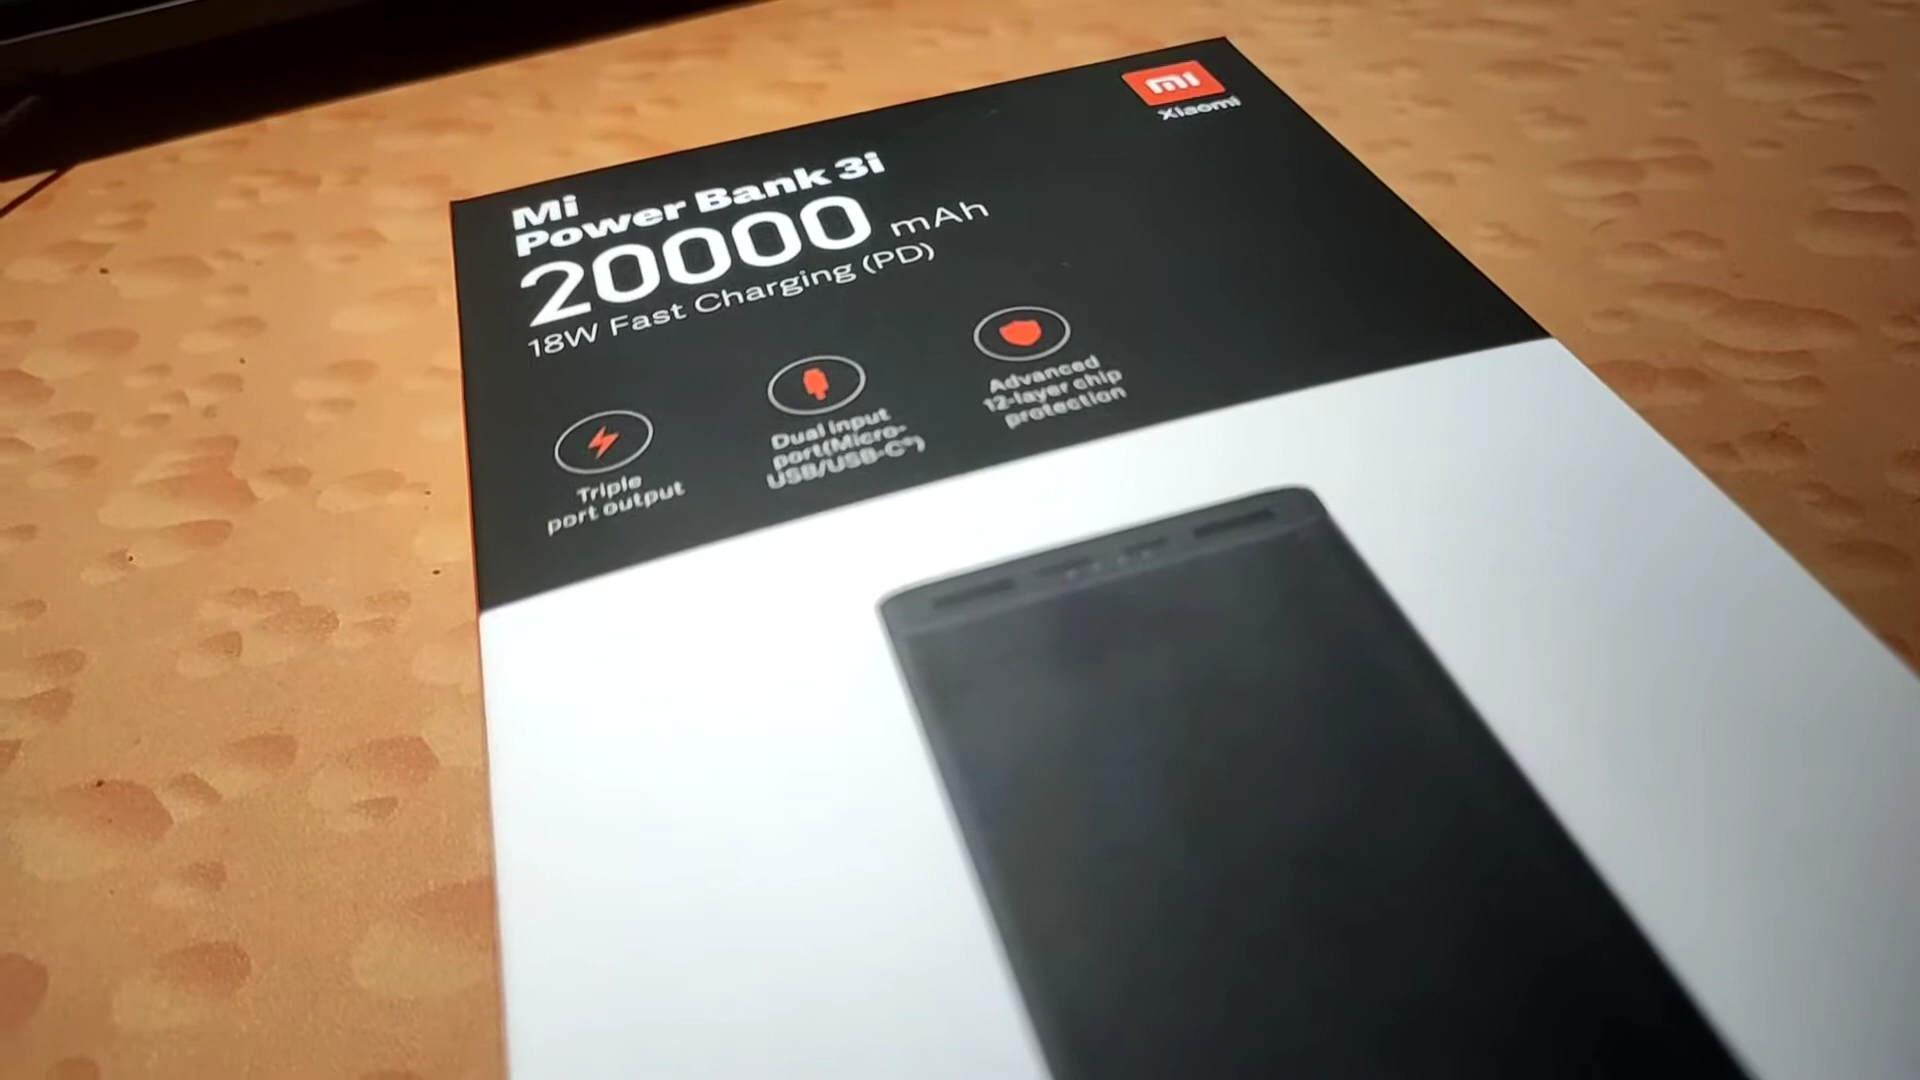 mi
Xiaomi
Mi
Power Bank 3i
20000 mAh
18W Fast Charging (PD)
Triple
port output
Dual input
port(Micro-
USB/USB-C®)
Advanced
12-layer chip
protection